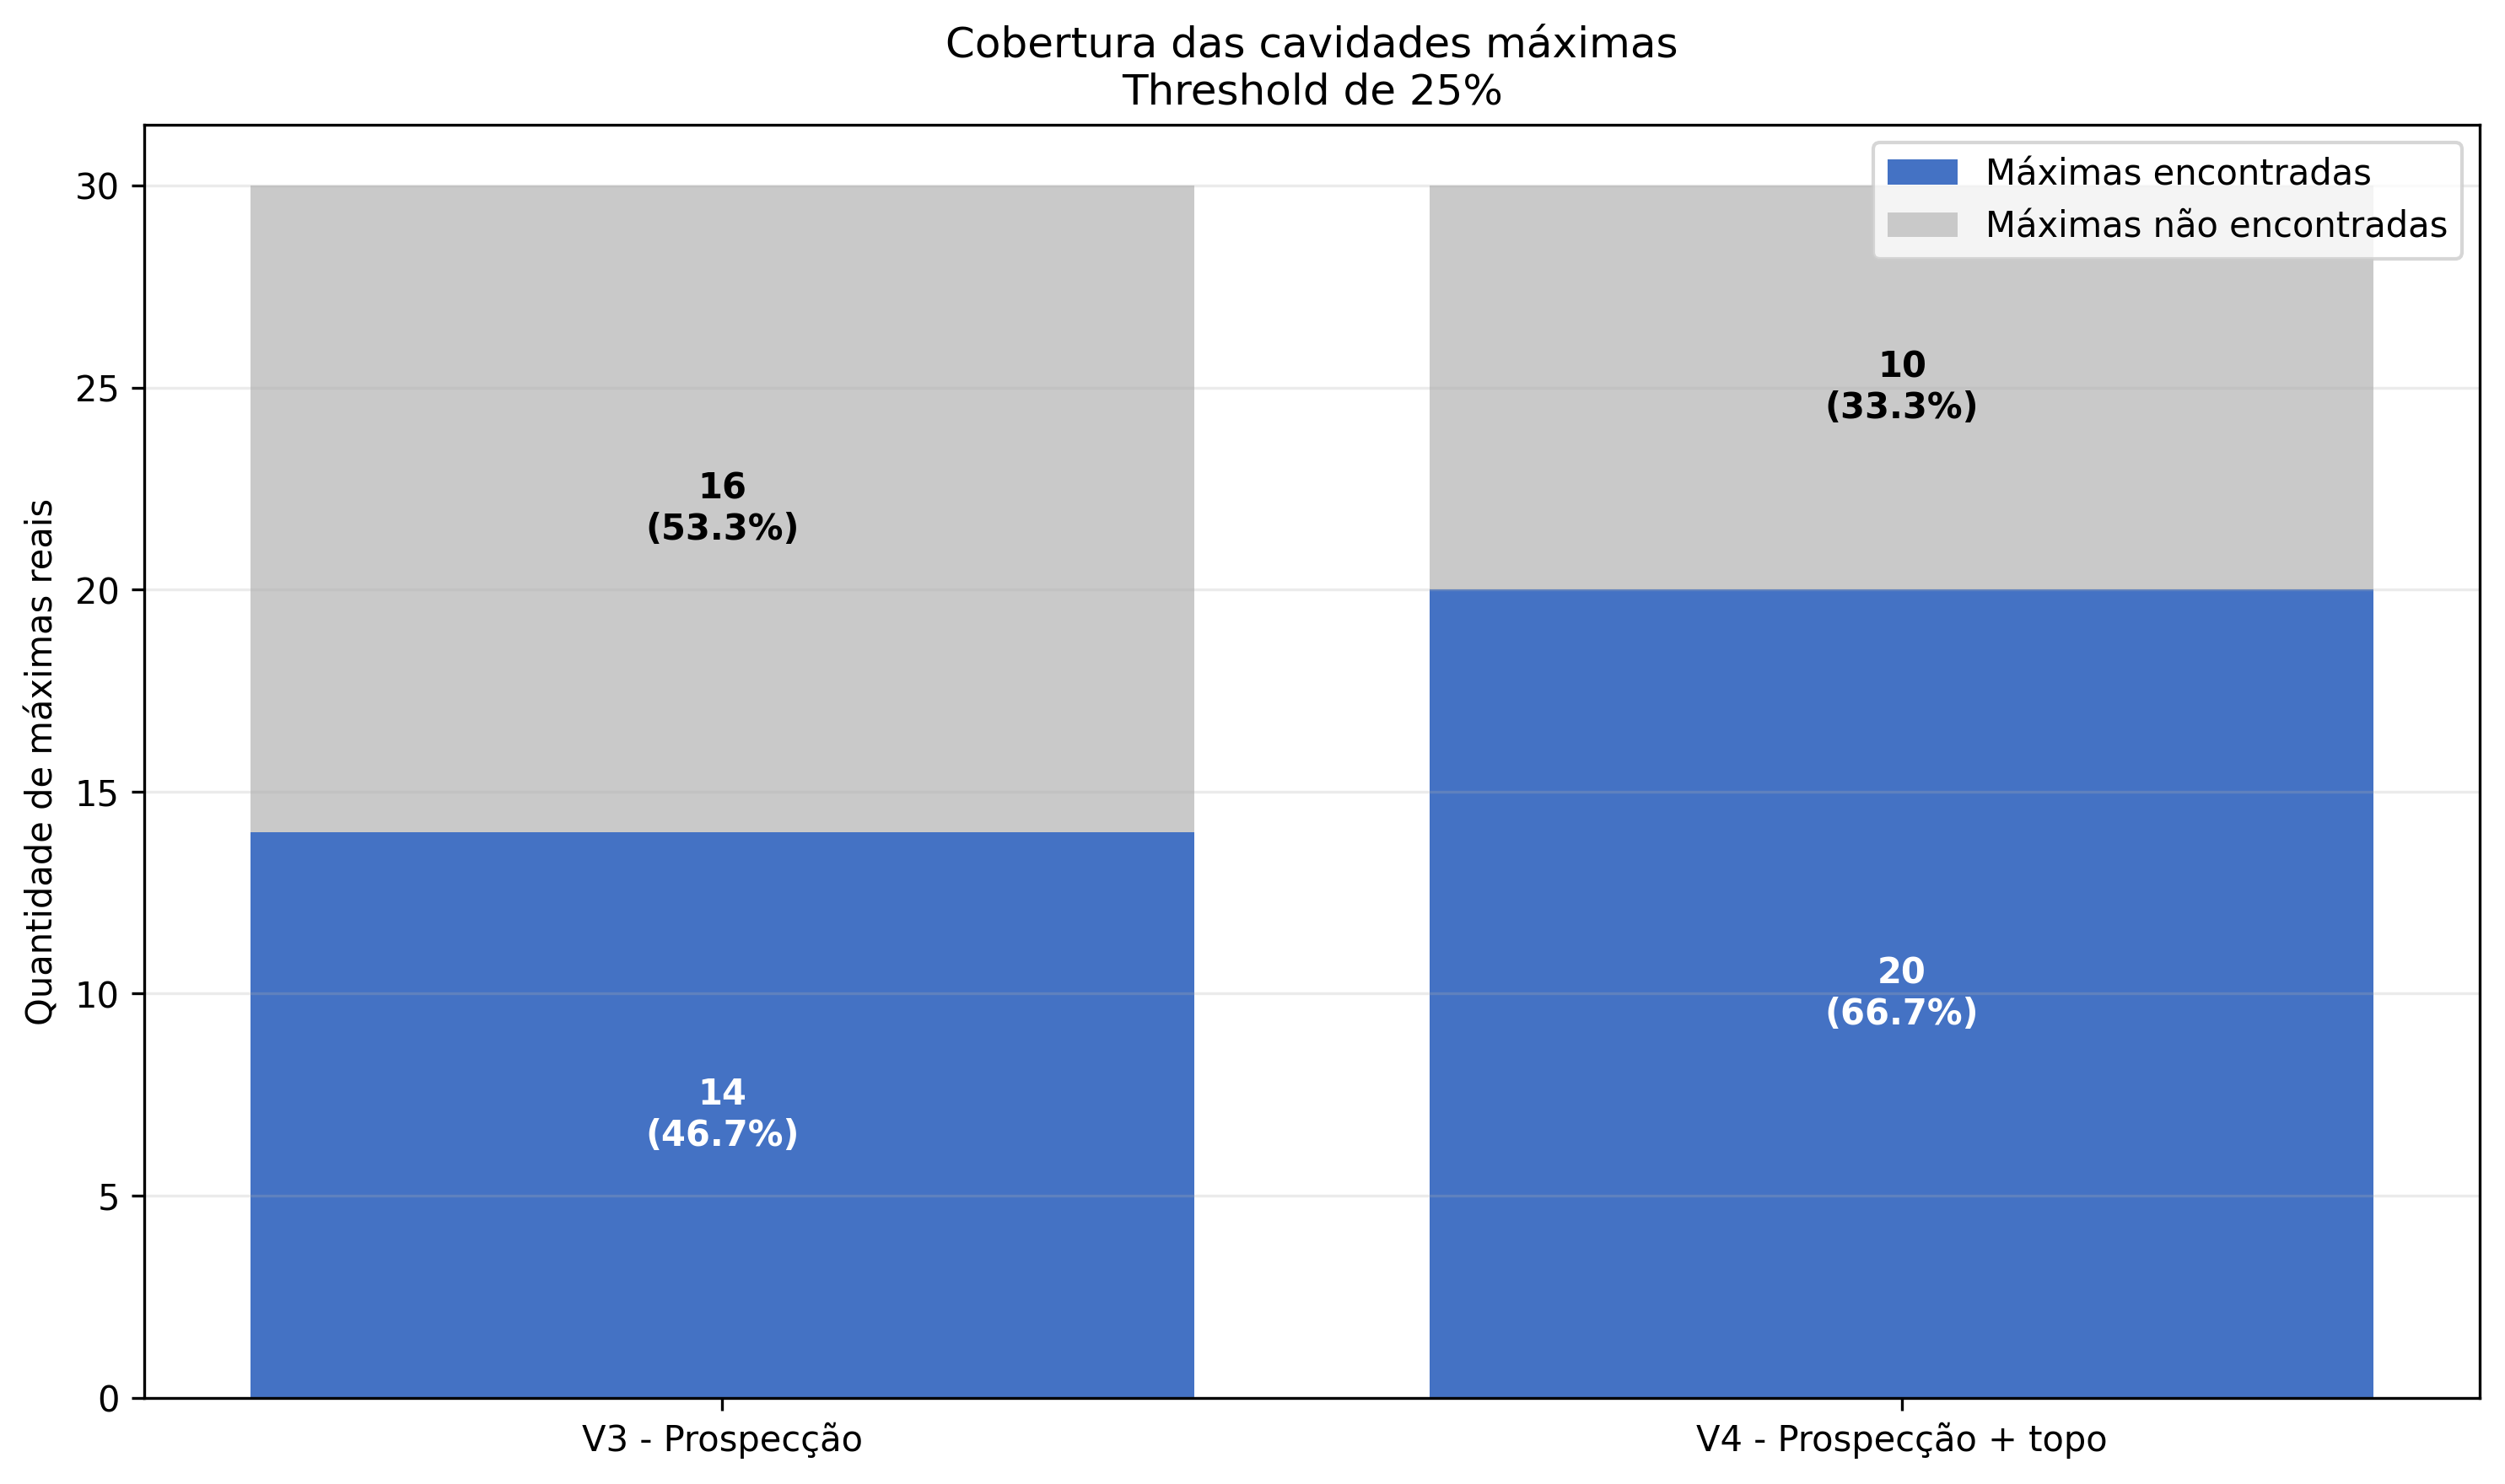 Cobertura das cavidades máximas
Threshold de 25%
Máximas encontradas
Máximas não encontradas
Quantidade de máximas reais
30
25
20
15
10
5
0
16
(53.3%)
14
(46.7%)
10
(33.3%)
20
(66.7%)
V3 - Prospecção
V4 - Prospecção + topo